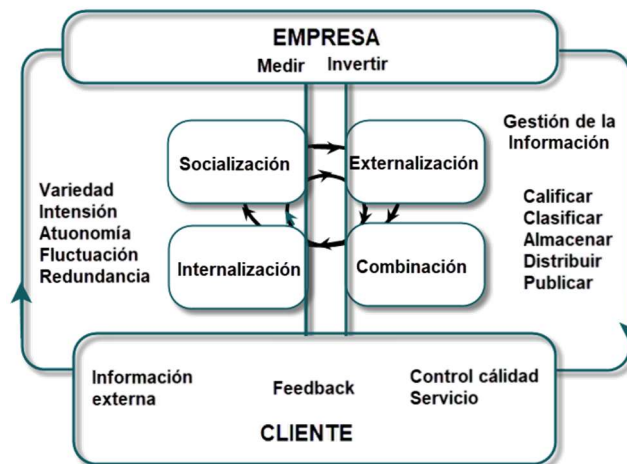 EMPRESA
Medir Invertir
Gestión de la
Información
Socialización
Externalización
Variedad
Intensión
Atuonomía
Fluctuación
Redundancia
Calificar
Clasificar
Almacenar
Distribuir
Publicar
Internalización
Combinación
Información
externa
Feedback
Control cálidad
Servicio
CLIENTE